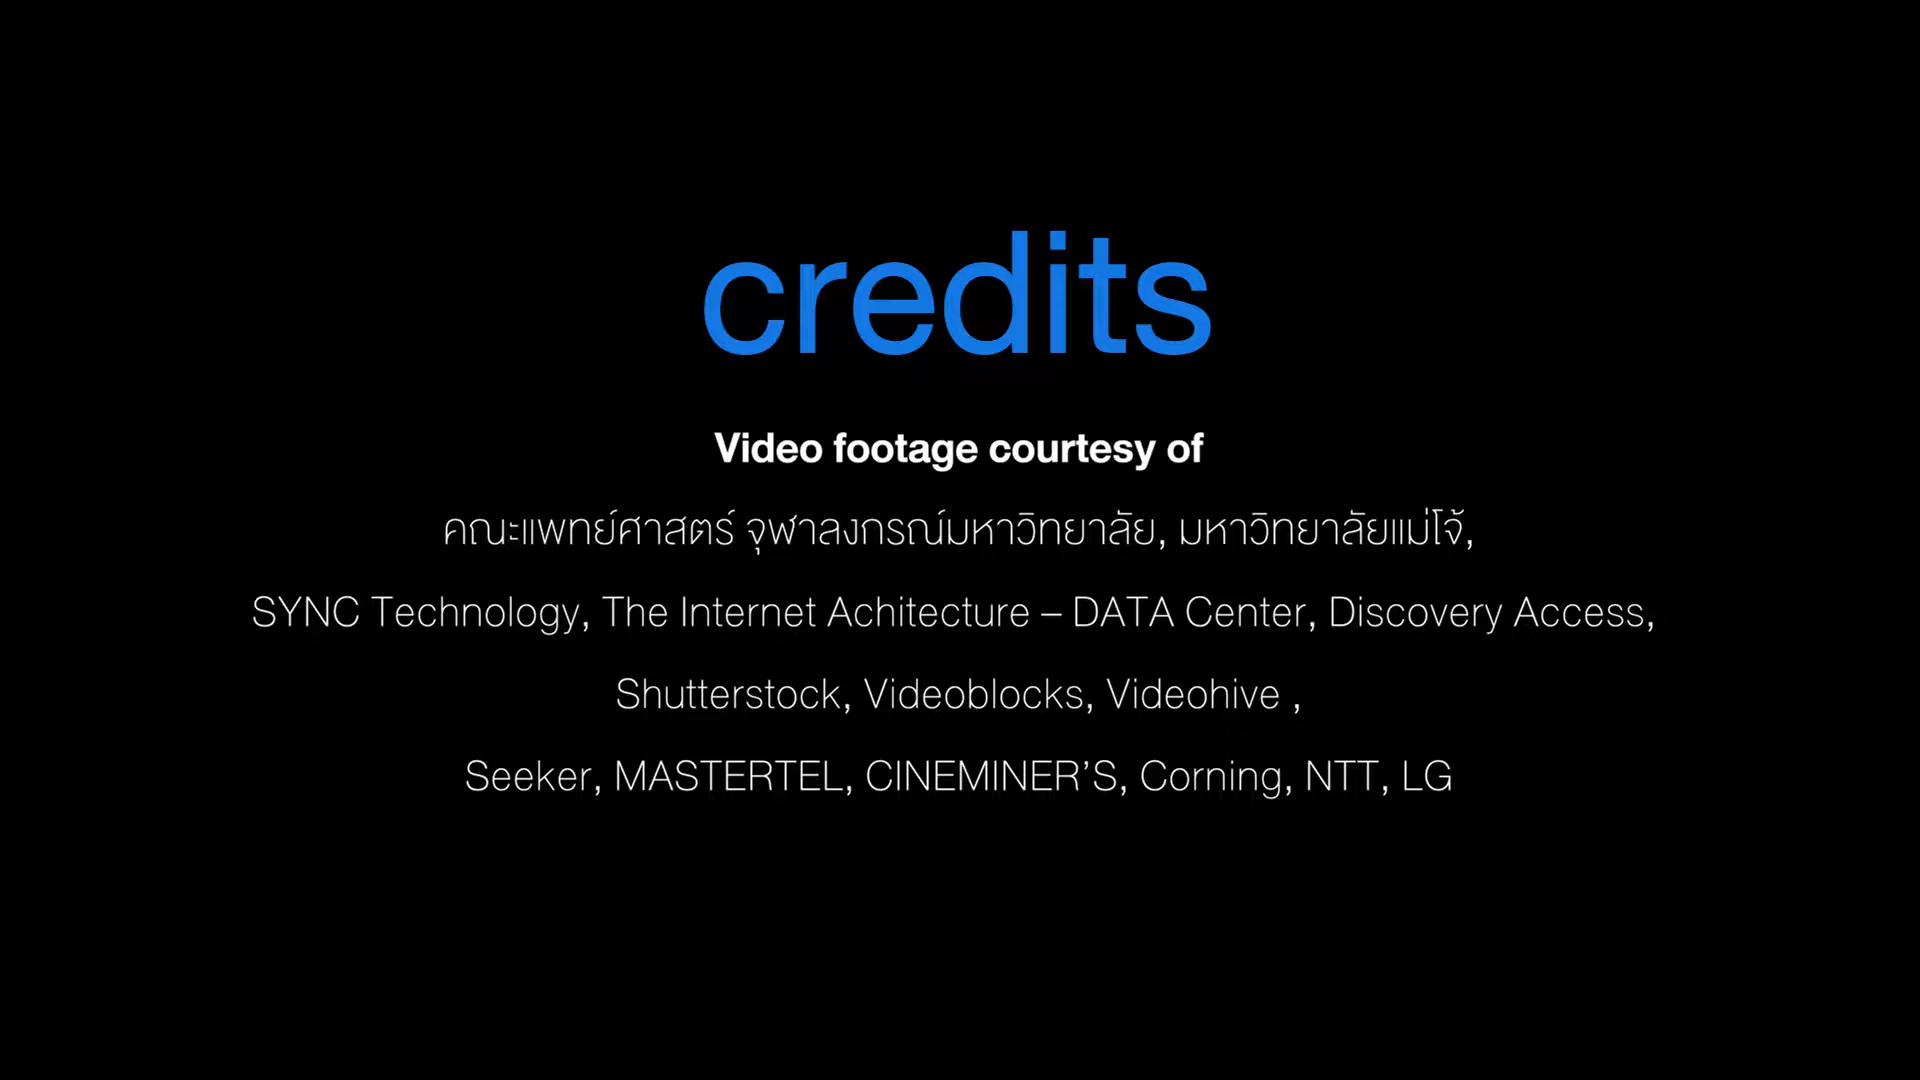 credits
Video footage courtesy of
คณะแพทย์ศาสตร์ จุฬาลงกรณ์มหาวิทยาลัย, มหาวิทยาลัยแม่โจ้,
SYNC Technology, The Internet Achitecture – DATA Center, Discovery Access,
Shutterstock, Videoblocks, Videohive ,
Seeker, MASTERTEL, CINEMINER’S, Corning, NTT, LG